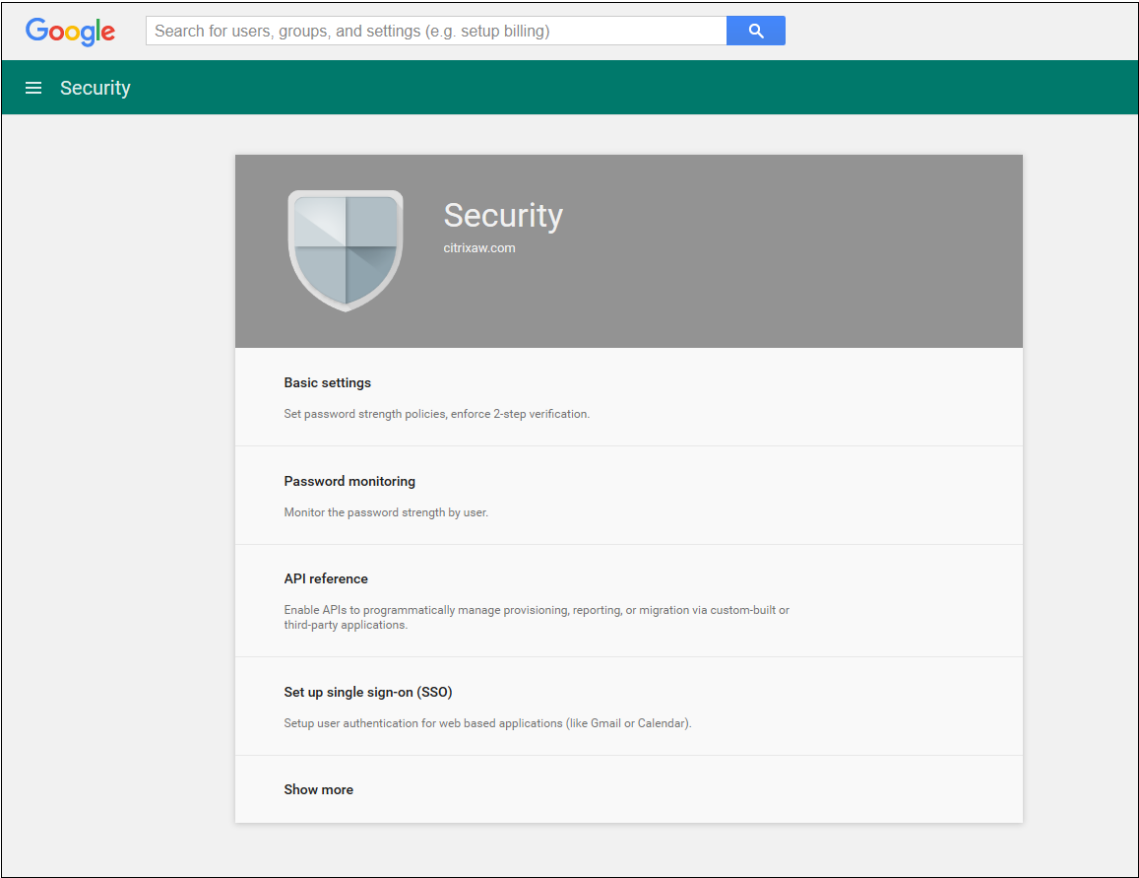 Google
Search for users, groups, and settings (e.g. setup billing)
Security
Security
citrixaw.com
Basic settings
Set password strength policies, enforce 2-step verification.
Password monitoring
Monitor the password strength by user.
API reference
Enable APIs to programmatically manage provisioning, reporting, or migration via custom-built or
third-party applications.
Set up single sign-on (SSO)
Setup user authentication for web based applications (like Gmail or Calendar).
Show more